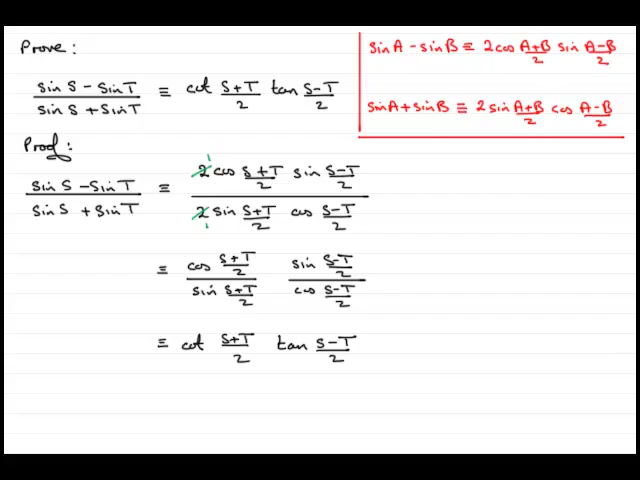 Prove:
sin S - sin T / sin S + sin T ≡ cot S+T/2 tan S-T/2
sin A - sin B ≡ 2 cos A+B/2 sin A-B/2
sin A + sin B ≡ 2 sin A+B/2 cos A-B/2
Proof:
sin S - sin T / sin S + sin T ≡ 2 cos S+T/2 sin S-T/2 / 2 sin S+T/2 cos S-T/2
1
1
≡ cos S+T/2 / sin S+T/2 sin S-T/2 / cos S-T/2
≡ cot S+T/2 tan S-T/2